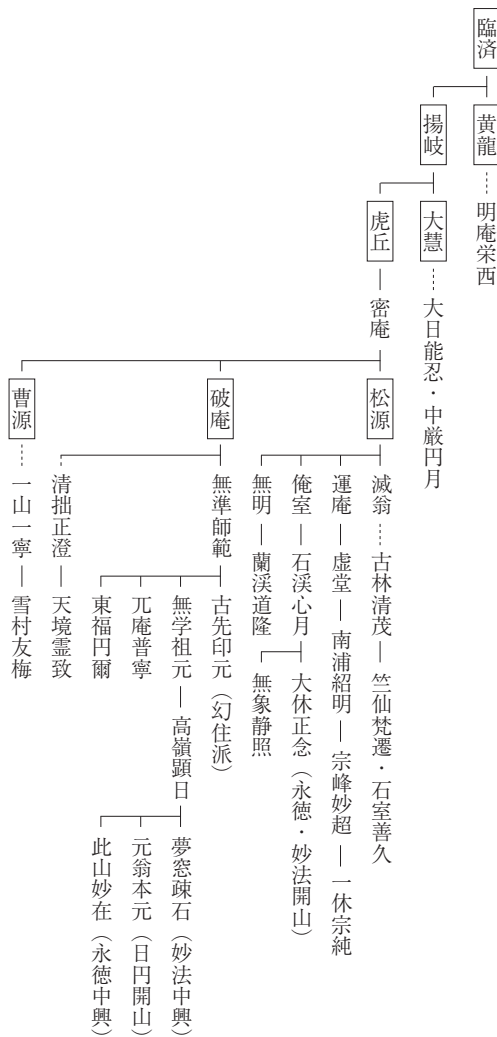 臨済
黄龍 明庵栄西
揚岐
大慧 大日能忍・中厳円月
虎丘 密庵
松源
滅翁 古林清茂 竺仙梵遷・石室善久
運庵 虚堂 南浦紹明 宗峰妙超 一休宗純
俺室 石渓心月 大休正念(永徳・妙法開山)
無象静照
無明 蘭渓道隆
破庵
無準師範 古先印元(幻住派)
無学祖元 高嶺顕日 夢窓疎石(妙法中興)
元翁本元(日円開山)
此山妙在(永徳中興)
兀庵普寧
東福円爾
清拙正澄 天境霊致
曹源 一山一寧 雪村友梅